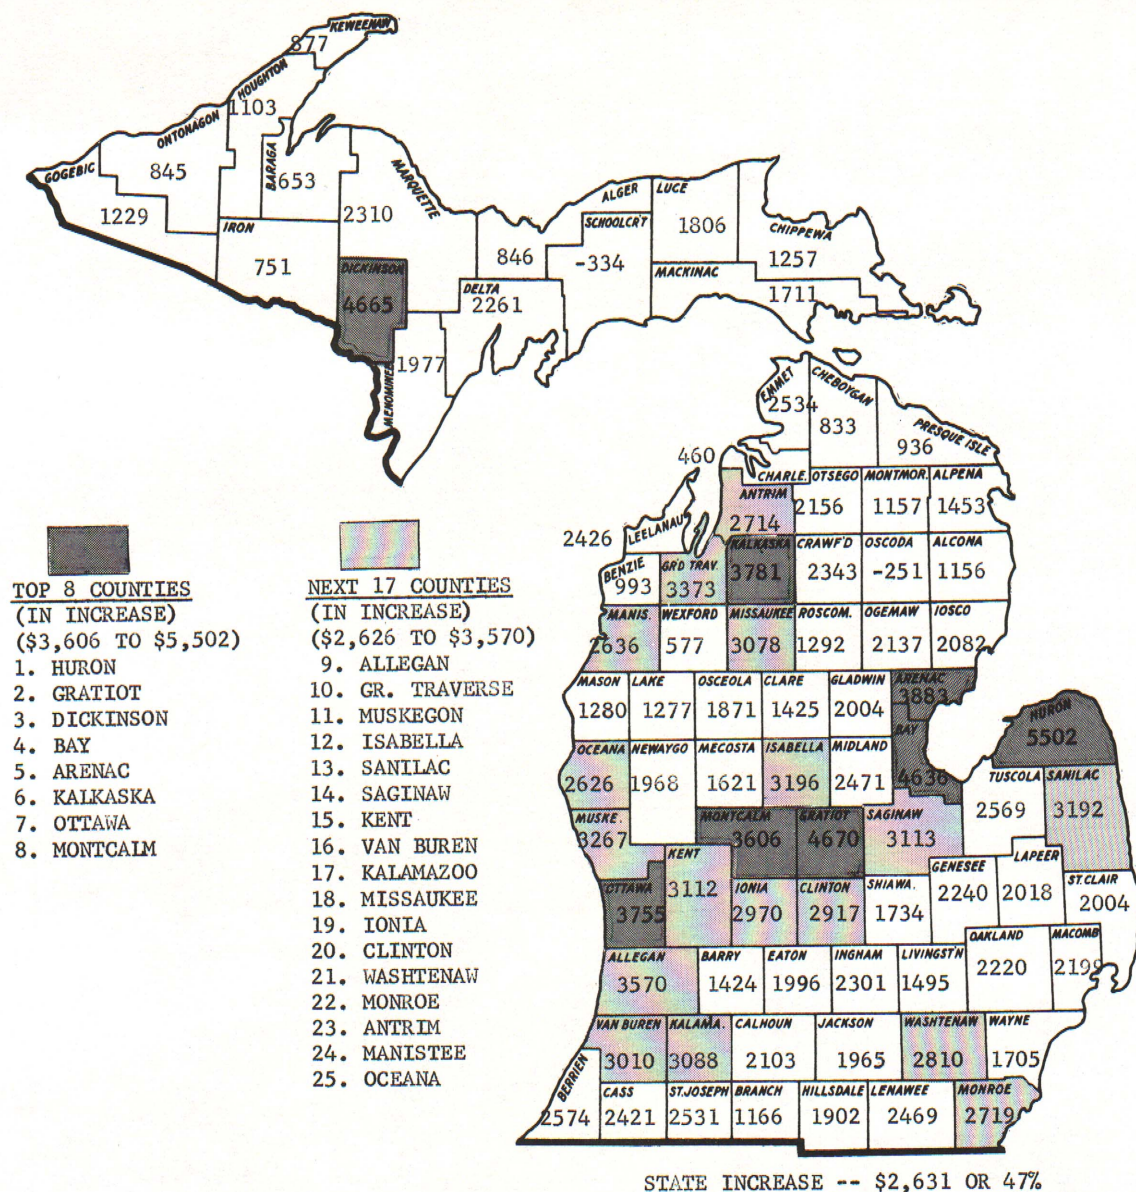 KEWEENAW
877
HOUGHTON
1103
ONTONAGON
845
GOGEBIC
1229
BARAGA
653
MARQUETTE
2310
IRON
751
DICKINSON
4665
MENOMINEE
1977
DELTA
2261
846
ALGER
SCHOOLCR'T
-334
LUCE
1806
CHIPPEWA
1257
MACKINAC
1711
EMMET
2534
CHEBOYGAN
833
PRESQUE ISLE
936
460
CHARLE.
OTSEGO
MONTMOR.
ALPENA
ANTRIM
2714
2156
1157
1453
2426
LEELANAU
KALKASKA
CRAWF'D
OSCODA
ALCONA
BENZIE
993
GR'D TRAV.
3373
3781
2343
-251
1156
MANIS.
WEXFORD
MISSAUKEE
ROSCOM.
OGEMAW
IOSCO
2636
577
3078
1292
2137
2082
MASON
LAKE
OSCEOLA
CLARE
GLADWIN
ARENAC
1280
1277
1871
1425
2004
3883
HURON
5502
OCEANA
NEWAYGO
MECOSTA
ISABELLA
MIDLAND
BAY
2626
1968
1621
3196
2471
4636
TUSCOLA
2569
SANILAC
3192
MUSKE.
3267
MONTCALM
3606
GRATIOT
4670
SAGINAW
3113
KENT
3112
GENESEE
2240
LAPEER
2018
ST.CLAIR
2004
OTTAWA
3755
IONIA
2970
CLINTON
2917
SHIAWA.
1734
ALLEGAN
3570
BARRY
1424
EATON
1996
INGHAM
2301
LIVINGST'N
1495
OAKLAND
2220
MACOMB
2199
VAN BUREN
3010
KALAMA.
3088
CALHOUN
2103
JACKSON
1965
WASHTENAW
2810
WAYNE
1705
BERRIEN
2574
CASS
2421
ST.JOSEPH
2531
BRANCH
1166
HILLSDALE
1902
LENAWEE
2469
MONROE
2719
TOP 8 COUNTIES
(IN INCREASE)
($3,606 TO $5,502)
1. HURON
2. GRATIOT
3. DICKINSON
4. BAY
5. ARENAC
6. KALKASKA
7. OTTAWA
8. MONTCALM
NEXT 17 COUNTIES
(IN INCREASE)
($2,626 TO $3,570)
9. ALLEGAN
10. GR. TRAVERSE
11. MUSKEGON
12. ISABELLA
13. SANILAC
14. SAGINAW
15. KENT
16. VAN BUREN
17. KALAMAZOO
18. MISSAUKEE
19. IONIA
20. CLINTON
21. WASHTENAW
22. MONROE
23. ANTRIM
24. MANISTEE
25. OCEANA
STATE INCREASE -- $2,631 OR 47%